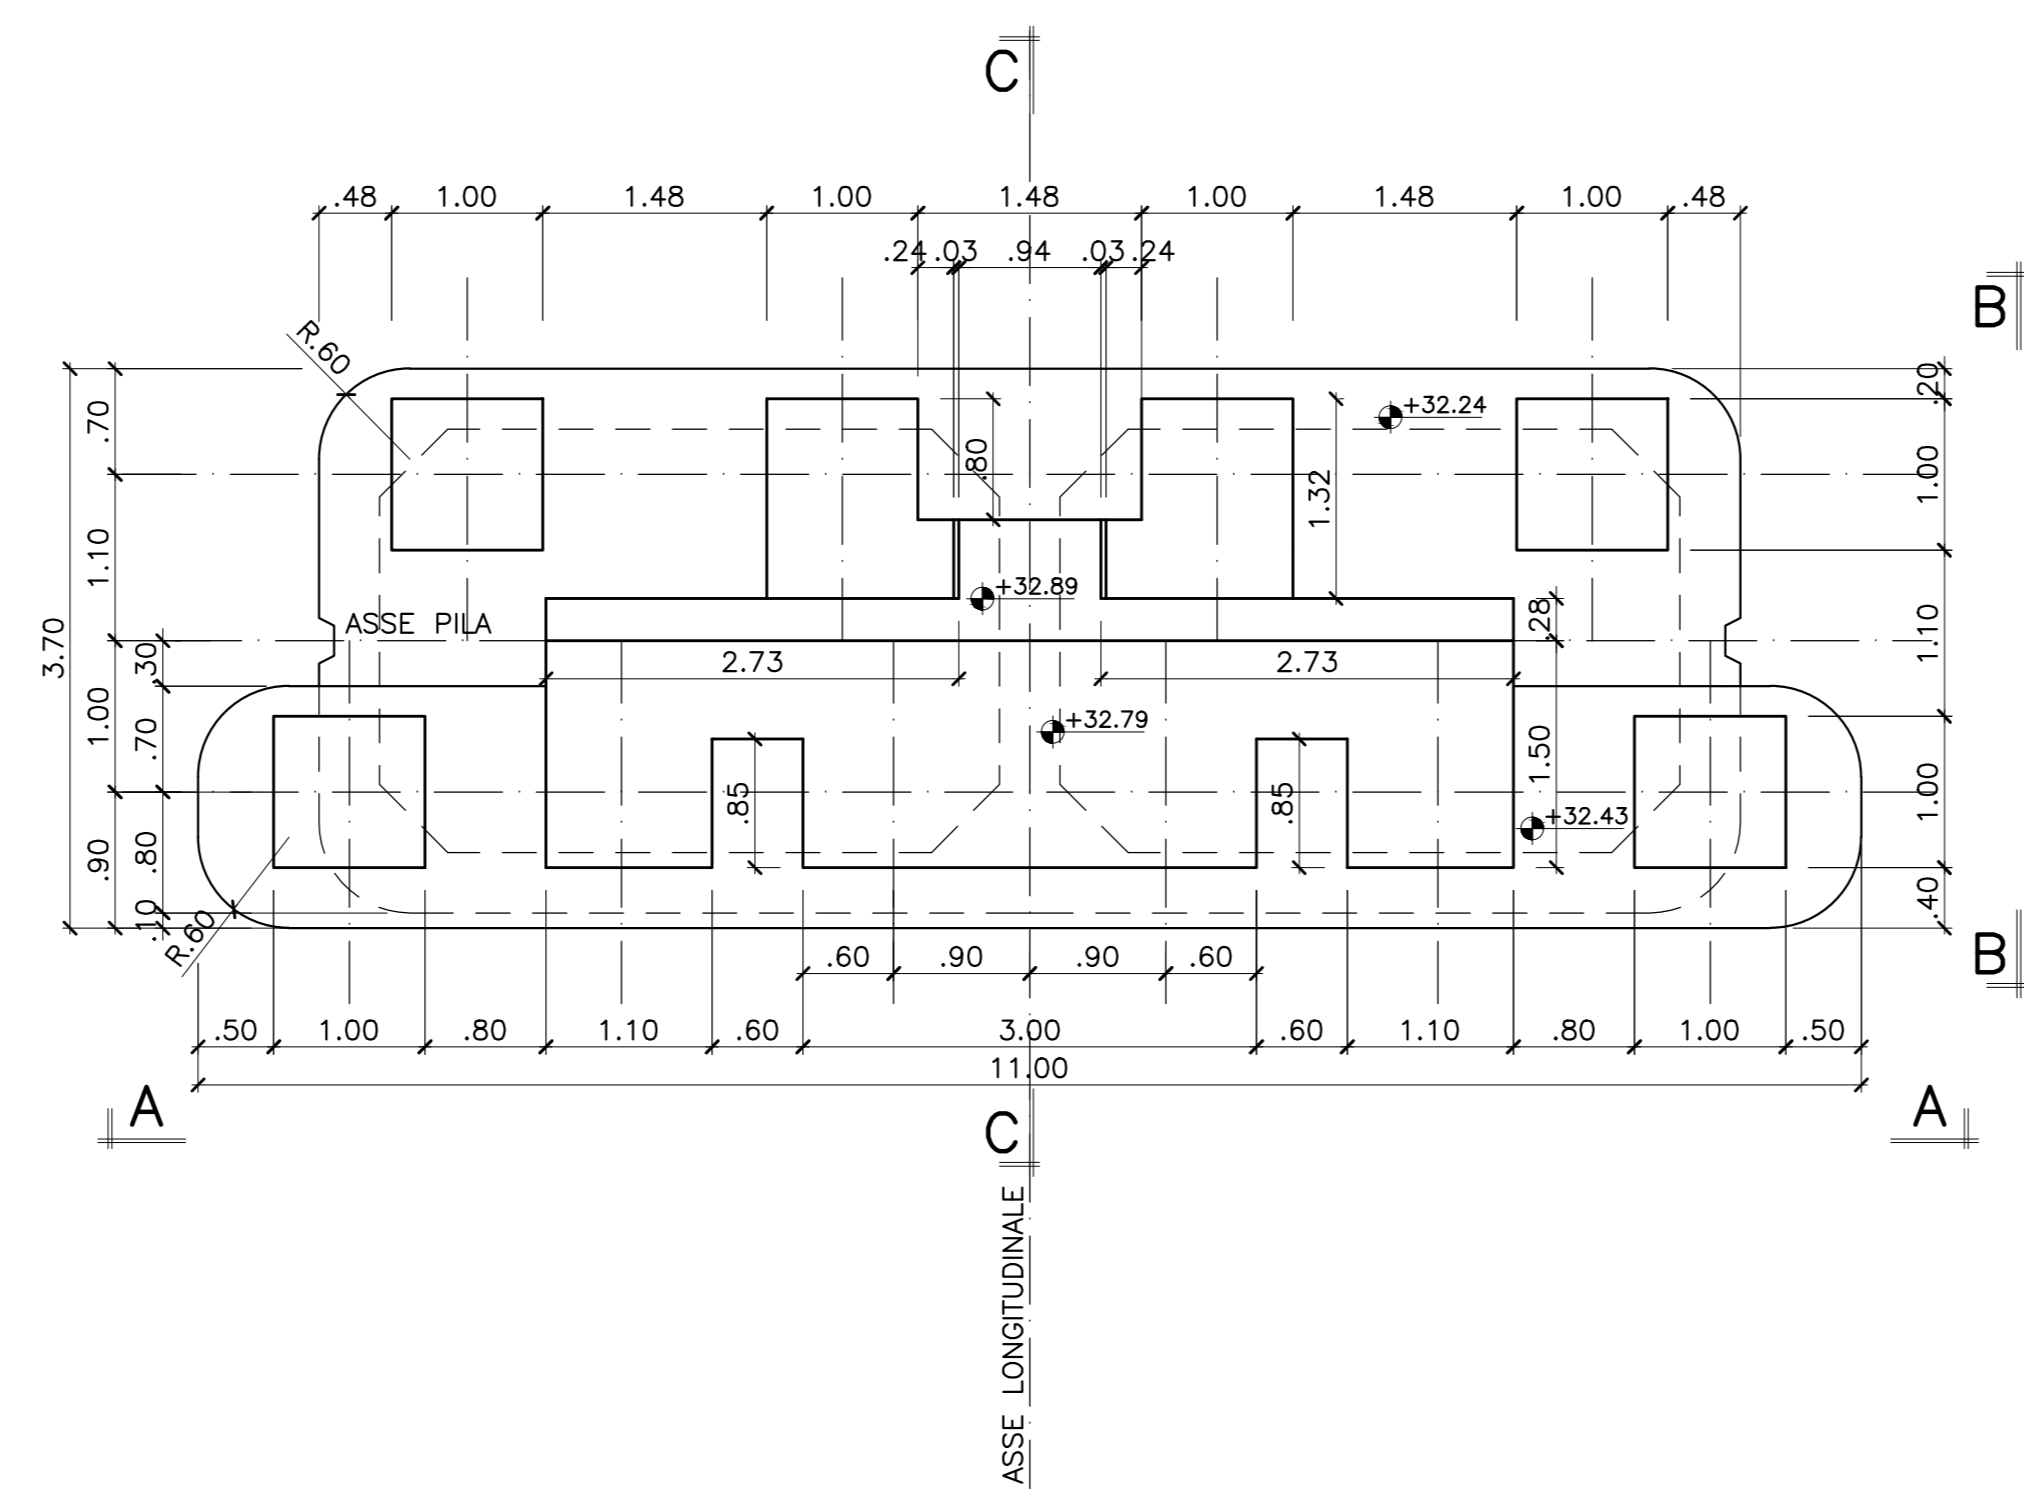 C
.48 1.00 1.48 1.00 1.48 1.00 1.48 1.00 .48
.24 .03 .94 .03 .24
B
R.60
.20
+32.24
.70
.80
1.32
1.00
1.10
+32.89
.28
ASSE PILA
3.70
.30
2.73 2.73
1.10
1.00
.70
+32.79
1.50
.85 .85
+32.43
1.00
.90
.80
.10
R.60
.40
.60 .90 .90 .60
B
.50 1.00 .80 1.10 .60 3.00 .60 1.10 .80 1.00 .50
11.00
A C A
ASSE LONGITUDINALE